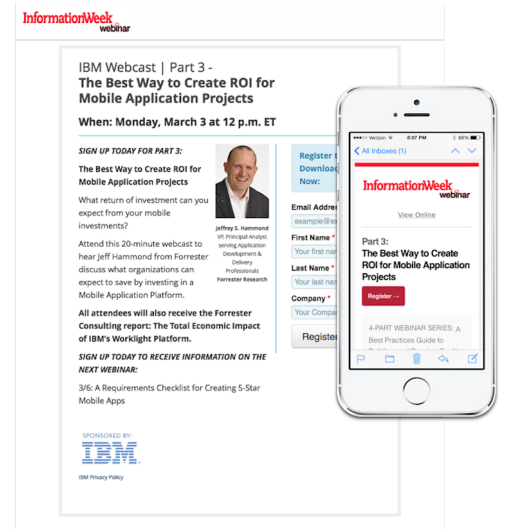 InformationWeek
webinar
IBM Webcast | Part 3 -
The Best Way to Create ROI for
Mobile Application Projects
When: Monday, March 3 at 12 p.m. ET
SIGN UP TODAY FOR PART 3:
The Best Way to Create ROI for
Mobile Application Projects
What return of investment can you
expect from your mobile
investments?
Attend this 20-minute webcast to
hear Jeff Hammond from Forrester
discuss what organizations can
expect to save by investing in a
Mobile Application Platform.
Jeffrey S. Hammond
VP, Principal Analyst
serving Application
Development &
Delivery
Professionals
Forrester Research
All attendees will also receive the Forrester
Consulting report: The Total Economic Impact
of IBM's Worklight Platform.
SIGN UP TODAY TO RECEIVE INFORMATION ON THE
NEXT WEBINAR:
3/6: A Requirements Checklist for Creating 5-Star
Mobile Apps
SPONSORED BY:
IBM
IBM Privacy Policy
Register
Downloa
Now:
Email Addre
example@e
First Name *
Your first na
Last Name *
Your last na
Company *
Your Compa
Register
Verizon 6:07 PM 88%
All Inboxes (1)
InformationWeek
webinar
View Online
Part 3:
The Best Way to Create
ROI for Mobile Application
Projects
Register →
4-PART WEBINAR SERIES: A
Best Practices Guide to